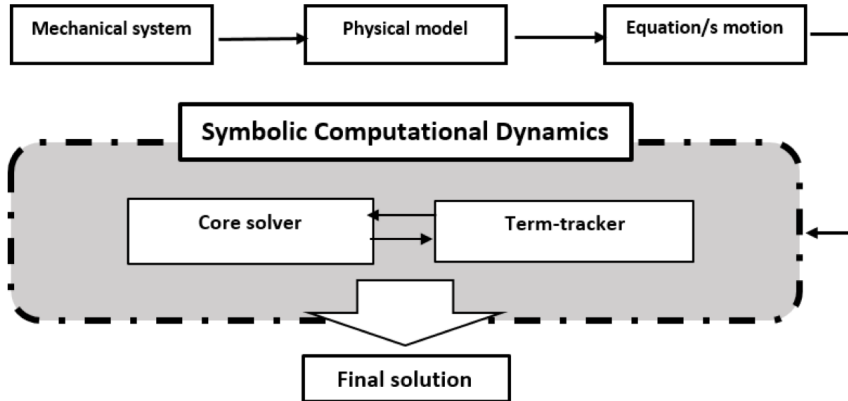 Mechanical system
Physical model
Equation/s motion
Symbolic Computational Dynamics
Core solver
Term-tracker
Final solution